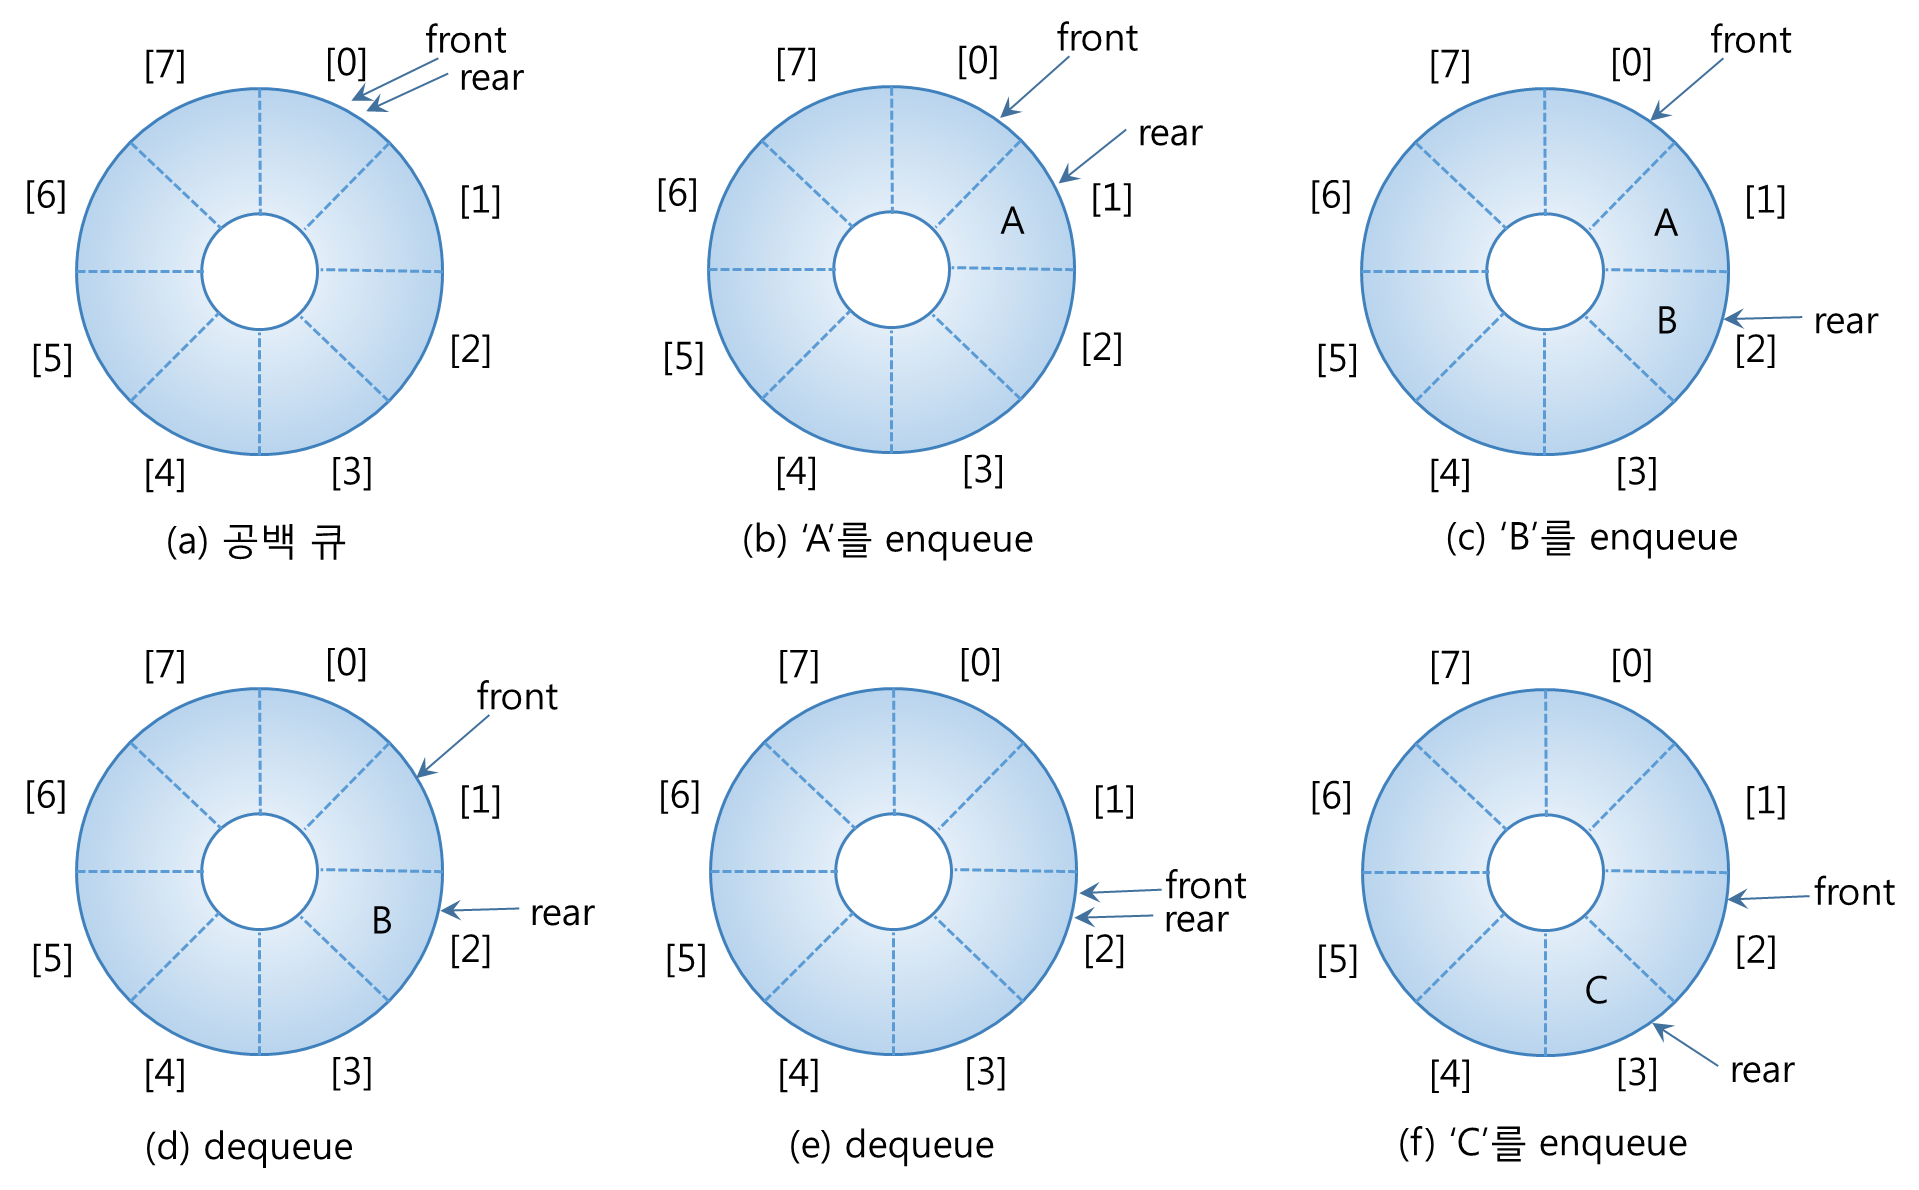 [7] [0] front
rear
[6] [1]
[5] [2]
[4] [3]
(a) 공백 큐
[7] [0] front
rear
[6] [1]
A
[5] [2]
[4] [3]
(b) ‘A’를 enqueue
[7] [0] front
[6] [1]
A
B rear
[5] [2]
[4] [3]
(c) ‘B’를 enqueue
[7] [0]
front
[6] [1]
B rear
[5] [2]
[4] [3]
(d) dequeue
[7] [0]
[6] [1]
front
rear
[5] [2]
[4] [3]
(e) dequeue
[7] [0]
[6] [1]
front
[5] [2]
C
[4] [3] rear
(f) ‘C’를 enqueue